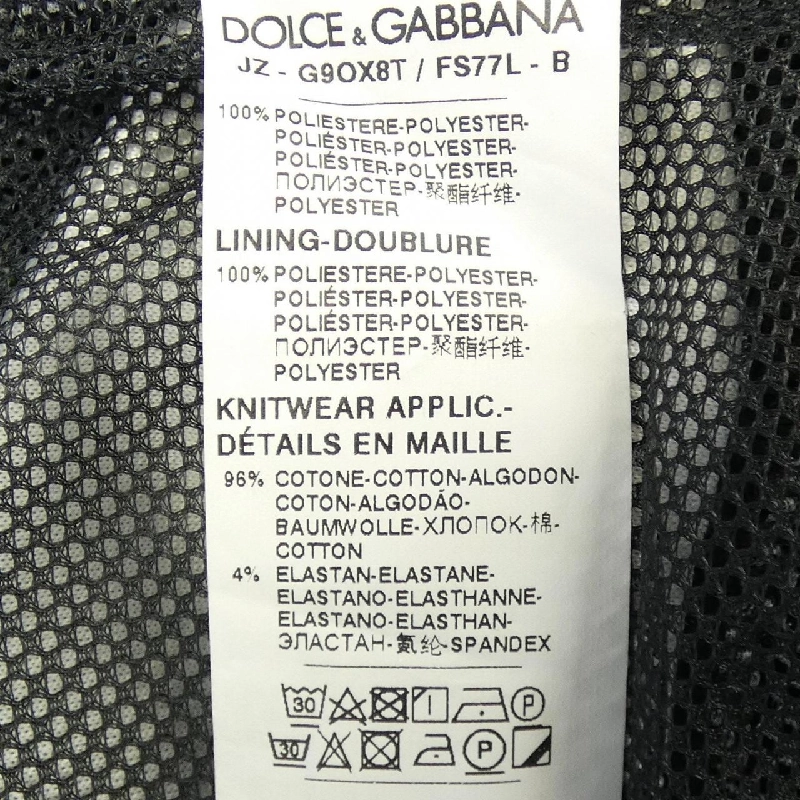 DOLCE & GABBANA
JZ - G9OX8T / FS77L - B
100% POLIESTERE-POLYESTER-
POLIÉSTER-POLYESTER-
POLIÉSTER-POLYESTER-
ПОЛИЭСТЕР-聚酯纤维-
POLYESTER
LINING-DOUBLURE
100% POLIESTERE-POLYESTER-
POLIÉSTER-POLYESTER-
POLIÉSTER-POLYESTER-
ПОЛИЭСТЕР-聚酯纤维-
POLYESTER
KNITWEAR APPLIC.-
DÉTAILS EN MAILLE
96% COTONE-COTTON-ALGODON-
COTON-ALGODÃO-
BAUMWOLLE-ХЛОПОК-棉-
COTTON
4% ELASTAN-ELASTANE-
ELASTANO-ELASTHANNE-
ELASTANO-ELASTHAN-
ЭЛАСТАН-氨纶-SPANDEX
30 P
30 P